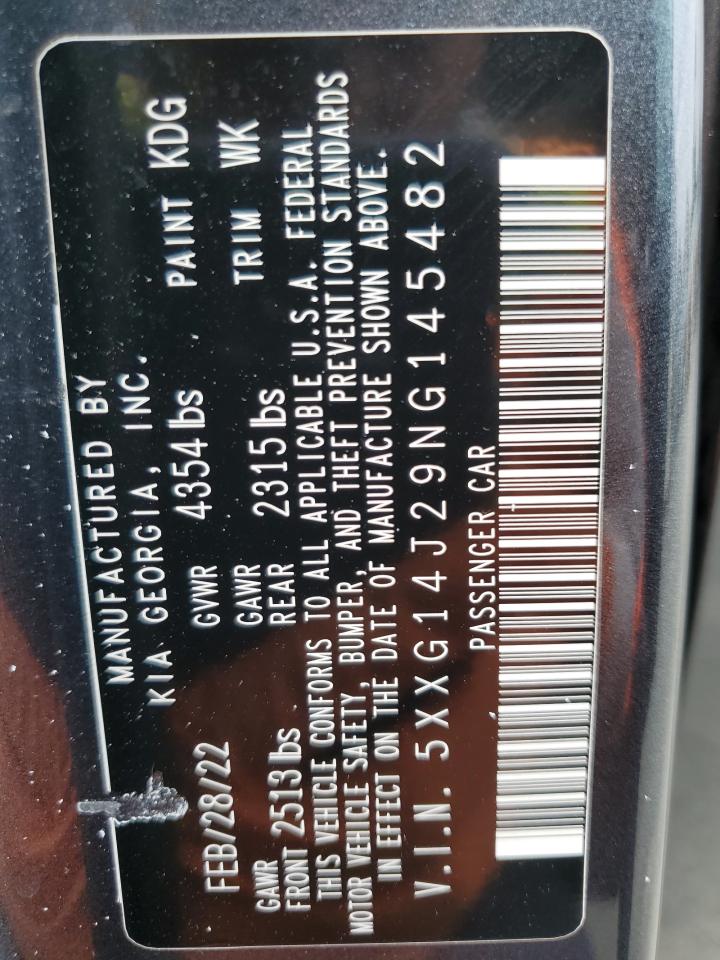 MANUFACTURED BY
KIA GEORGIA, INC.
FEB/28/22 GVWR 4354 lbs PAINT KDG
GAWR GAWR
FRONT 2513 lbs REAR 2315 lbs TRIM WK
THIS VEHICLE CONFORMS TO ALL APPLICABLE U.S.A. FEDERAL
MOTOR VEHICLE SAFETY, BUMPER, AND THEFT PREVENTION STANDARDS
IN EFFECT ON THE DATE OF MANUFACTURE SHOWN ABOVE.
V.I.N. 5XXG14J29NG145482
PASSENGER CAR